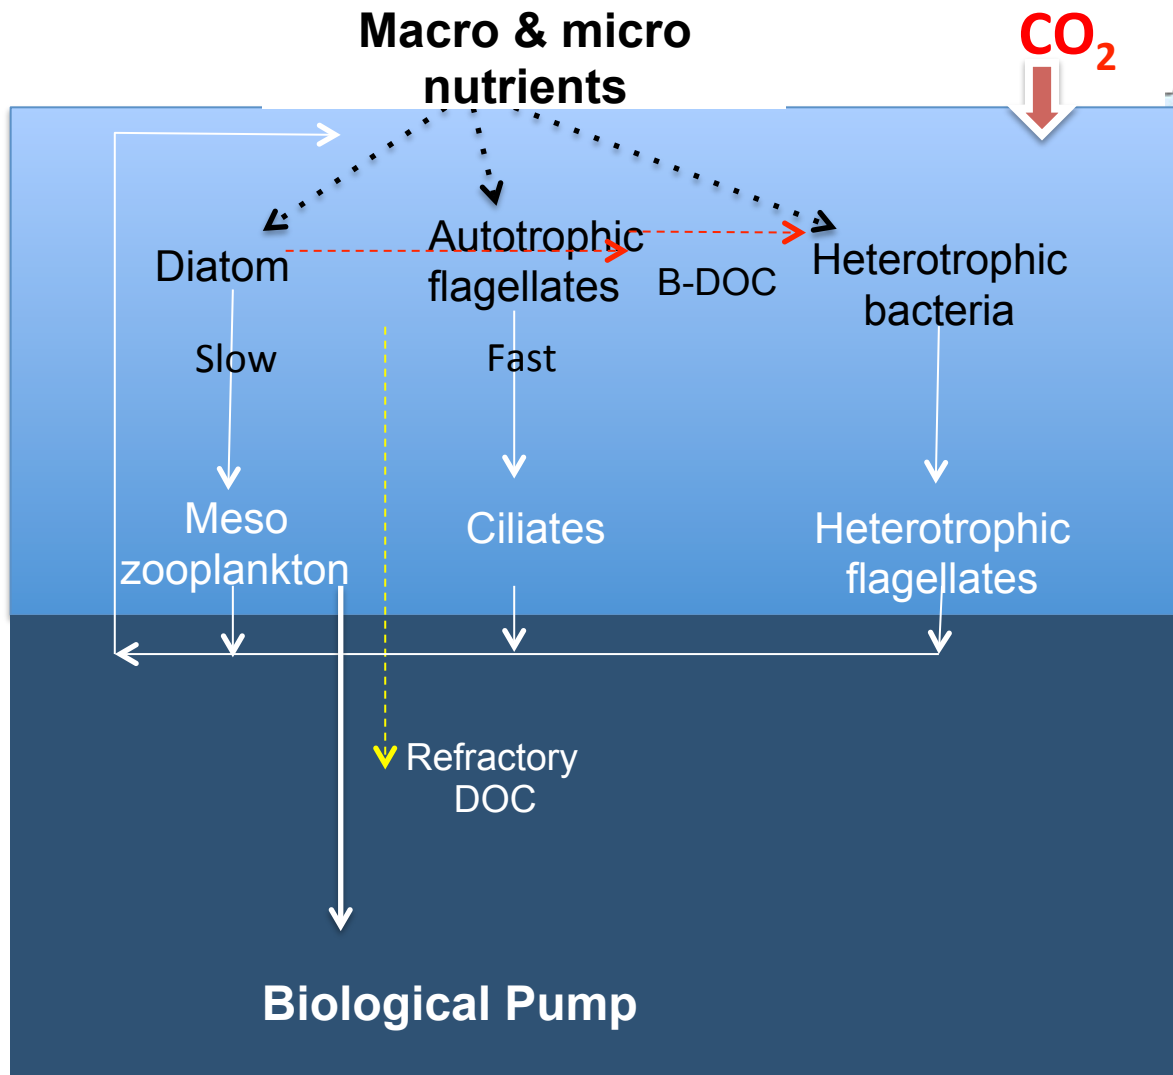 Macro & micro
nutrients
CO₂
Diatom
Autotrophic
flagellates
B-DOC
Heterotrophic
bacteria
Slow
Fast
Meso
zooplankton
Ciliates
Heterotrophic
flagellates
Refractory
DOC
Biological Pump